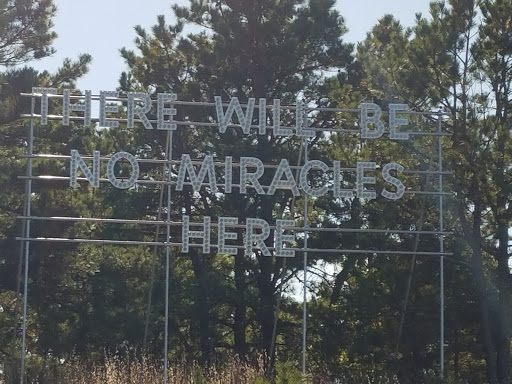 THERE WILL BE
NO MIRACLES
HERE